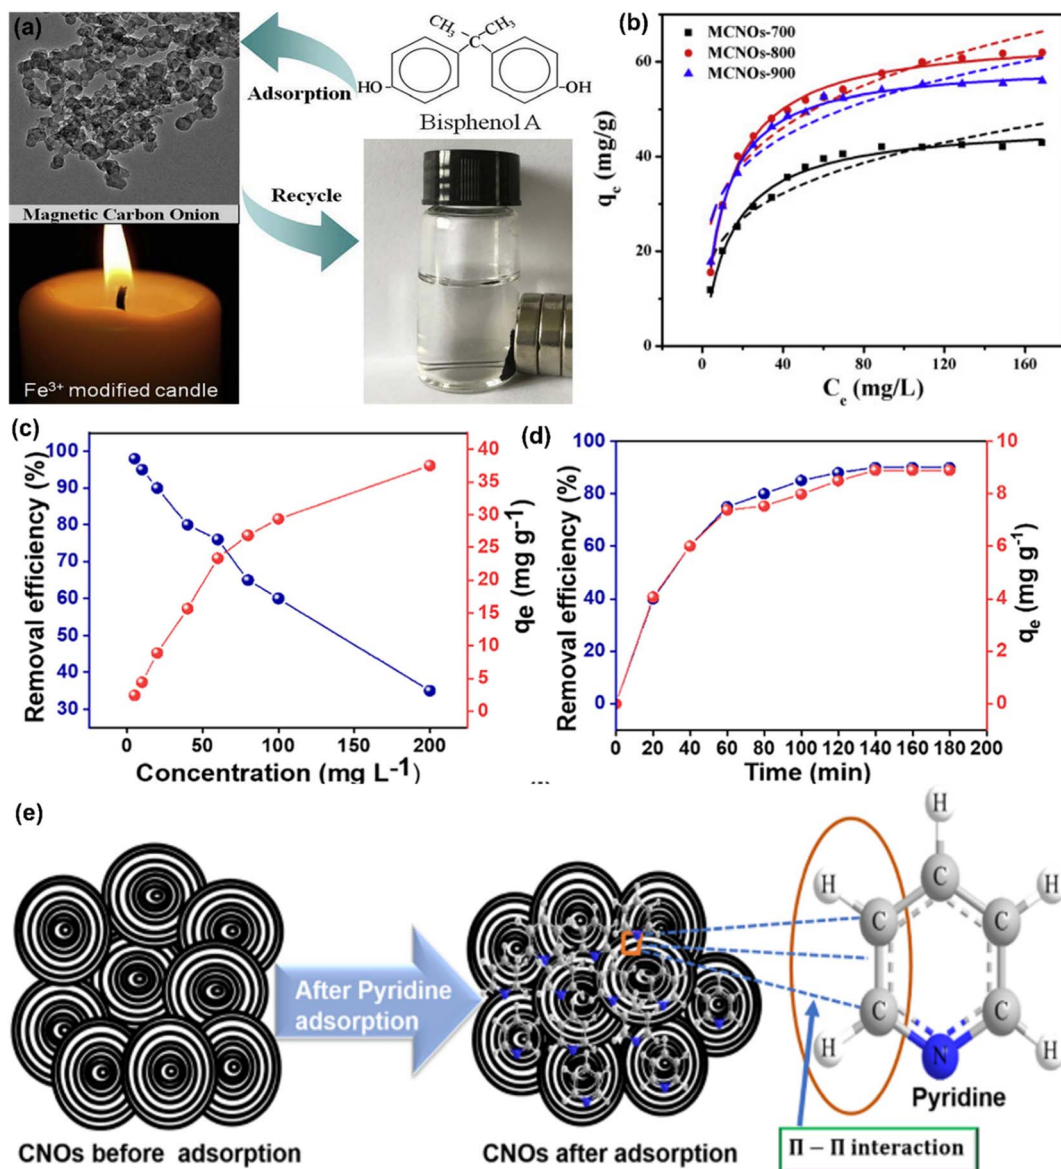 (a)
CH₃
CH₃
C
HO
OH
Adsorption
Bisphenol A
Recycle
Magnetic Carbon Onion
Fe³⁺ modified candle
(b)
MCNOs-700
MCNOs-800
MCNOs-900
qₑ (mg/g)
60
40
20
0
0 40 80 120 160
Cₑ (mg/L)
(c)
Removal efficiency (%)
100
90
80
70
60
50
40
30
0 50 100 150 200
Concentration (mg L⁻¹)
40
35
30
25
20
15
10
5
0
qe (mg g⁻¹)
(d)
Removal efficiency (%)
100
80
60
40
20
0
0 20 40 60 80 100 120 140 160 180 200
Time (min)
10
8
6
4
2
0
qₑ (mg g⁻¹)
(e)
After Pyridine
adsorption
CNOs before adsorption
CNOs after adsorption
H
H C H
C C
C C
H N H
Pyridine
Π – Π interaction